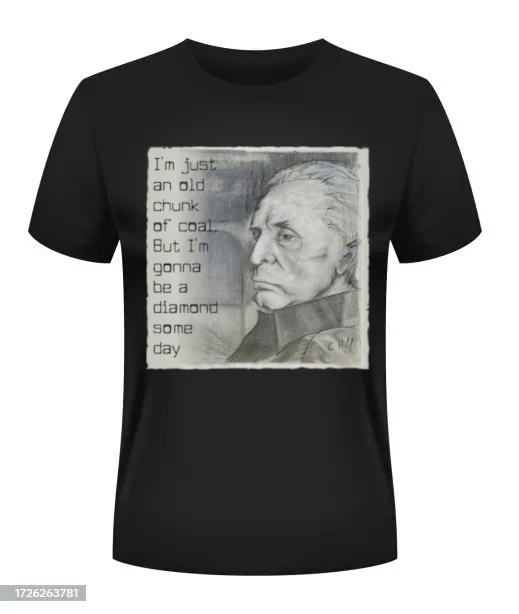 I'm just
an old
chunk
of coal.
But I'm
gonna
be a
diamond
some
day
1726263781